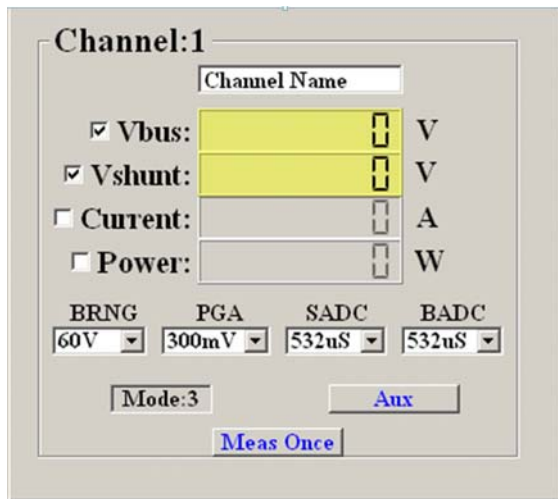 Channel:1
Channel Name
Vbus: 0 V
Vshunt: 0 V
Current: 0 A
Power: 0 W
BRNG PGA SADC BADC
60V 300mV 532uS 532uS
Mode:3 Aux
Meas Once